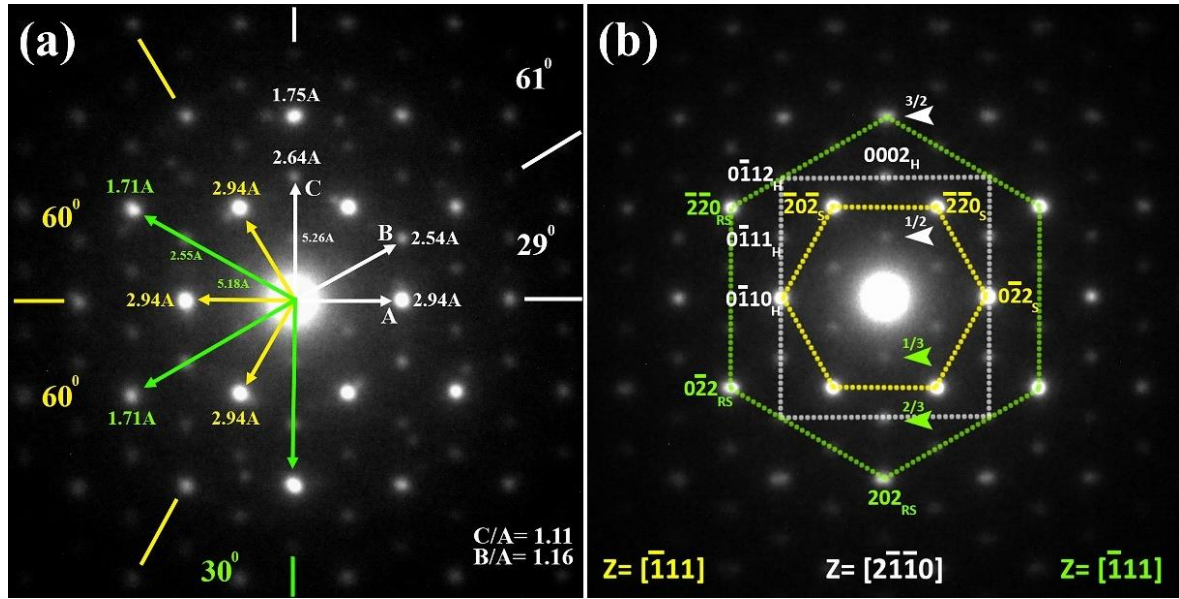 (a)
1.75A
61⁰
2.64A
C
1.71A
2.94A
60⁰
2.55A
5.26A
B
2.54A
29⁰
5.18A
2.94A
2.94A
A
60⁰
1.71A
2.94A
C/A= 1.11
B/A= 1.16
30⁰
(b)
3/2
0002H
01̅12H
2̅2̅0RS
2̅02̅S
2̅2̅0S
1/2
01̅11H
01̅10H
02̅2S
1/3
02̅2RS
2/3
202RS
Z= [1̅11]
Z= [21̅1̅0]
Z= [1̅11]